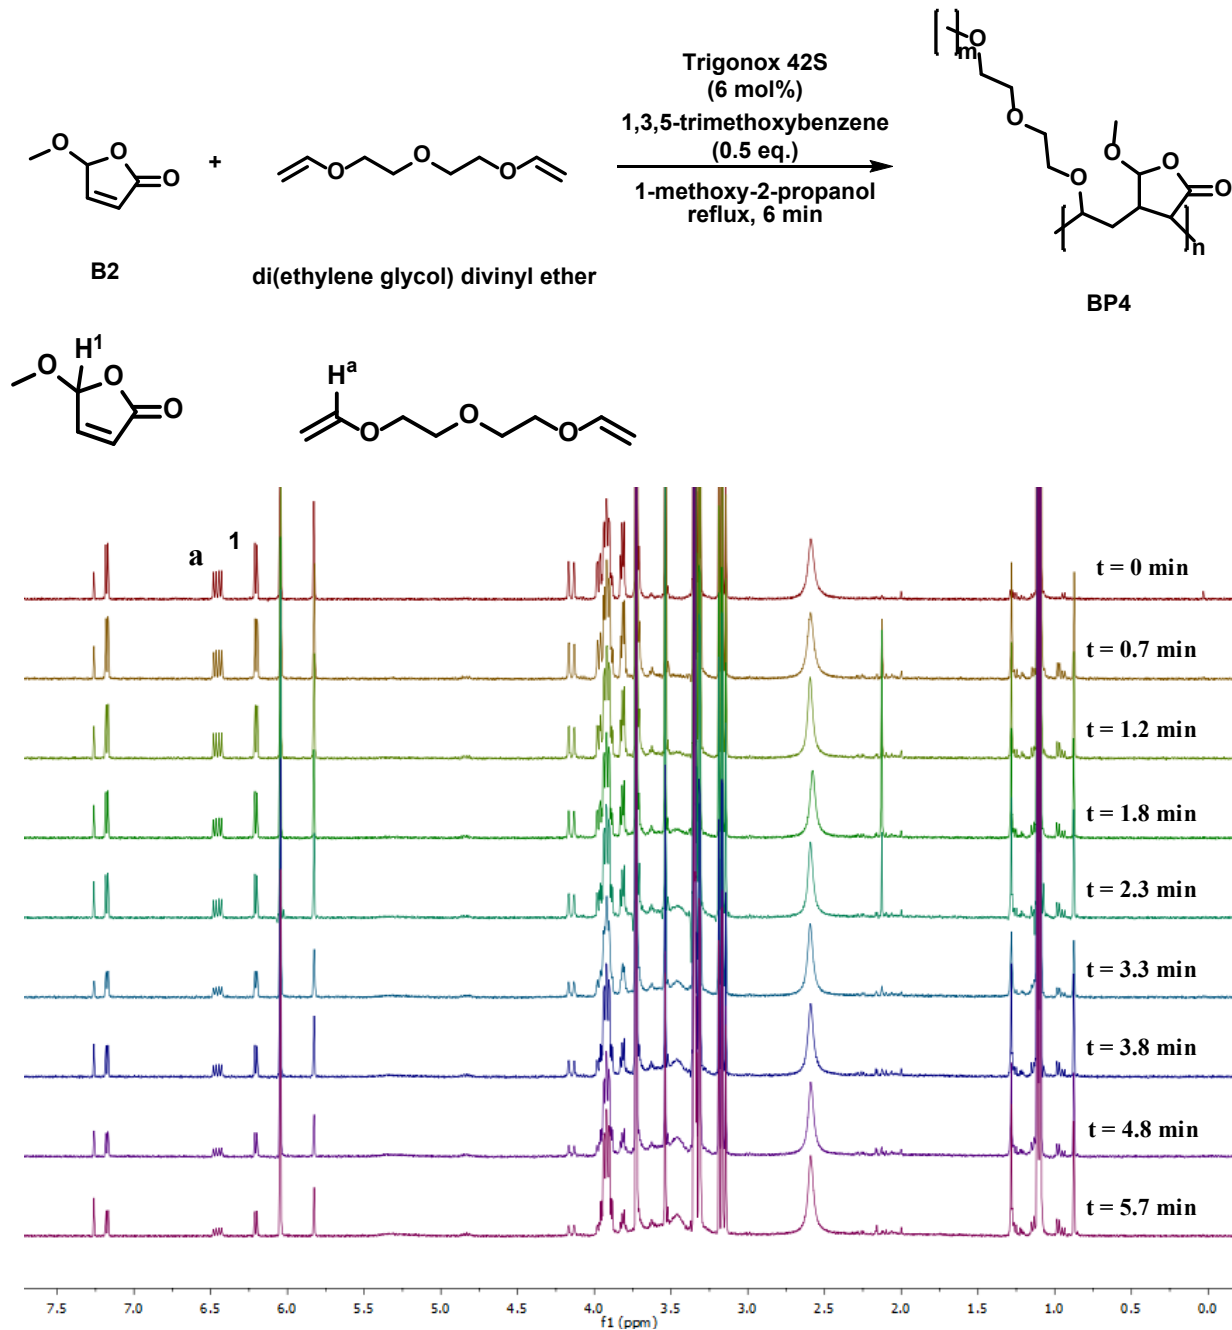 Trigonox 42S
(6 mol%)
1,3,5-trimethoxybenzene
(0.5 eq.)
1-methoxy-2-propanol
reflux, 6 min
O
O
O
+
O
O
O
B2
di(ethylene glycol) divinyl ether
m
O
O
O
O
O
O
n
BP4
H1
O
O
O
Ha
O
O
O
a
1
t = 0 min
t = 0.7 min
t = 1.2 min
t = 1.8 min
t = 2.3 min
t = 3.3 min
t = 3.8 min
t = 4.8 min
t = 5.7 min
7.5 7.0 6.5 6.0 5.5 5.0 4.5 4.0 3.5 3.0 2.5 2.0 1.5 1.0 0.5 0.0
f1 (ppm)